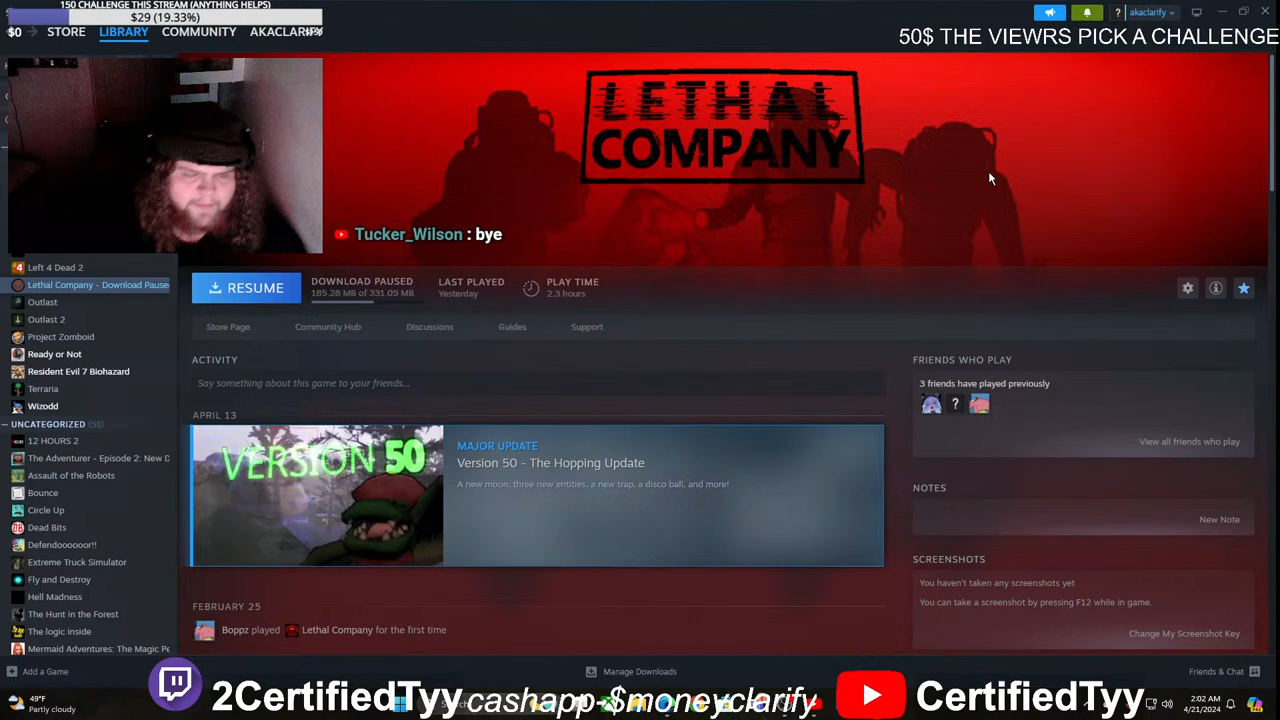 150 CHALLENGE THIS STREAM (ANYTHING HELPS)
$29 (19.33%)
$0
STORE
LIBRARY
COMMUNITY
akaclarify
50$ THE VIEWRS PICK A CHALLENGE
LETHAL
COMPANY
Tucker_Wilson : bye
Left 4 Dead 2
Lethal Company - Download Pause
Outlast
Outlast 2
Project Zomboid
Ready or Not
Resident Evil 7 Biohazard
Terraria
Wizodd
UNCATEGORIZED (51)
12 HOURS 2
The Adventurer - Episode 2: New D
Assault of the Robots
Bounce
Circle Up
Dead Bits
Defendoooooor!!
Extreme Truck Simulator
Fly and Destroy
Hell Madness
The Hunt in the Forest
The logic inside
Mermaid Adventures: The Magic Pe
Add a Game
RESUME
DOWNLOAD PAUSED
185.28 MB of 331.09 MB
LAST PLAYED
Yesterday
PLAY TIME
2.3 hours
Store Page
Community Hub
Discussions
Guides
Support
ACTIVITY
Say something about this game to your friends...
APRIL 13
VERSION 50
MAJOR UPDATE
Version 50 - The Hopping Update
A new moon, three new entities, a new trap, a disco ball, and more!
FEBRUARY 25
Boppz played Lethal Company for the first time
FRIENDS WHO PLAY
3 friends have played previously
?
View all friends who play
NOTES
New Note
SCREENSHOTS
You haven't taken any screenshots yet
You can take a screenshot by pressing F12 while in game.
Change My Screenshot Key
Manage Downloads
Friends & Chat
49°F
Partly cloudy
2CertifiedTyy
cashapp-$moneyclarify
CertifiedTyy
2:02 AM
4/21/2024